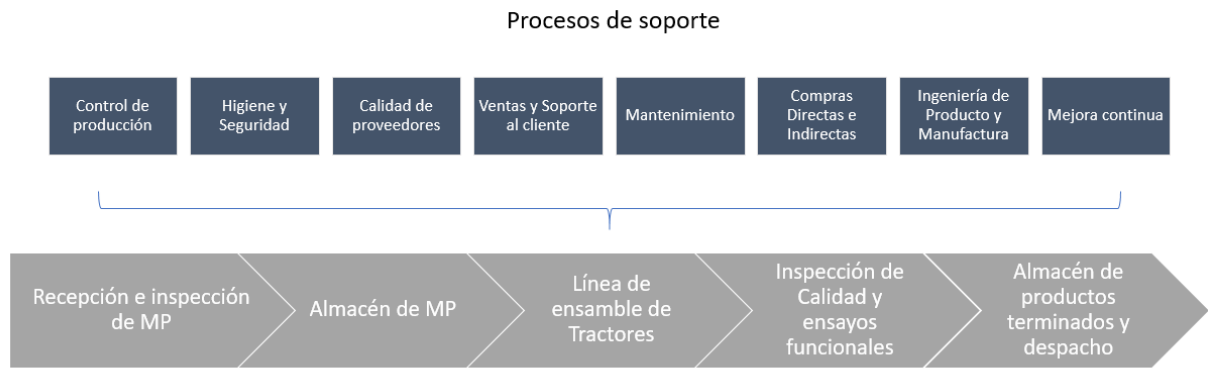 Procesos de soporte
Control de
producción
Higiene y
Seguridad
Calidad de
proveedores
Ventas y Soporte
al cliente
Mantenimiento
Compras
Directas e
Indirectas
Ingeniería de
Producto y
Manufactura
Mejora continua
Recepción e inspección
de MP
Almacén de MP
Línea de
ensamble de
Tractores
Inspección de
Calidad y
ensayos
funcionales
Almacén de
productos
terminados y
despacho